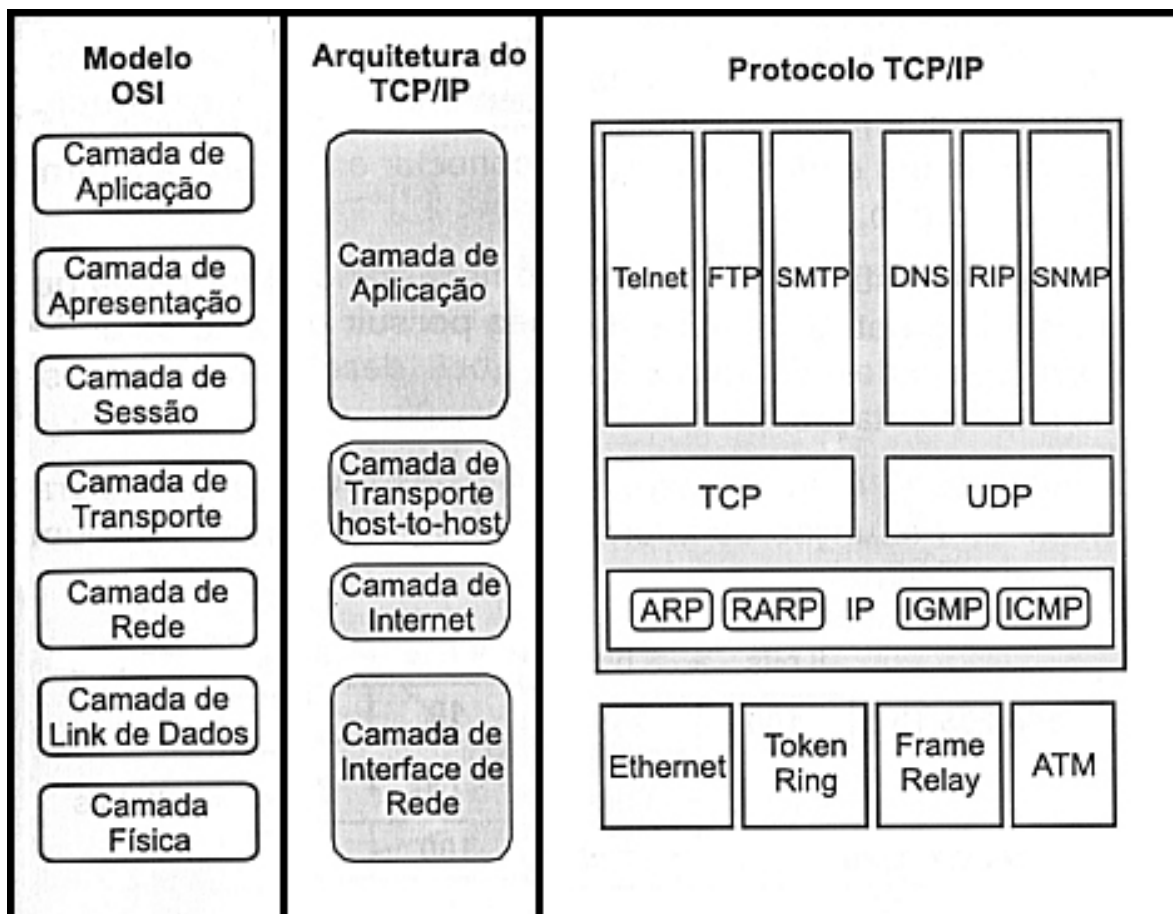 Modelo
OSI
Camada de
Aplicação
Camada de
Apresentação
Camada de
Sessão
Camada de
Transporte
Camada de
Rede
Camada de
Link de Dados
Camada
Física
Arquitetura do
TCP/IP
Camada de
Aplicação
Camada de
Transporte
host-to-host
Camada de
Internet
Camada de
Interface de
Rede
Protocolo TCP/IP
Telnet FTP SMTP DNS RIP SNMP
TCP UDP
ARP RARP IP IGMP ICMP
Ethernet
Token
Ring
Frame
Relay
ATM